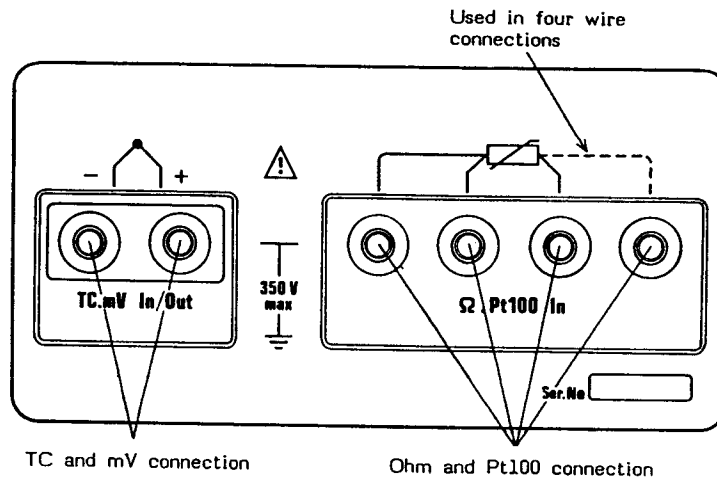 Used in four wire
connections
- +
TC.mV In/Out
350 V
max
Ω.Pt100 In
Ser.No
TC and mV connection
Ohm and Pt100 connection